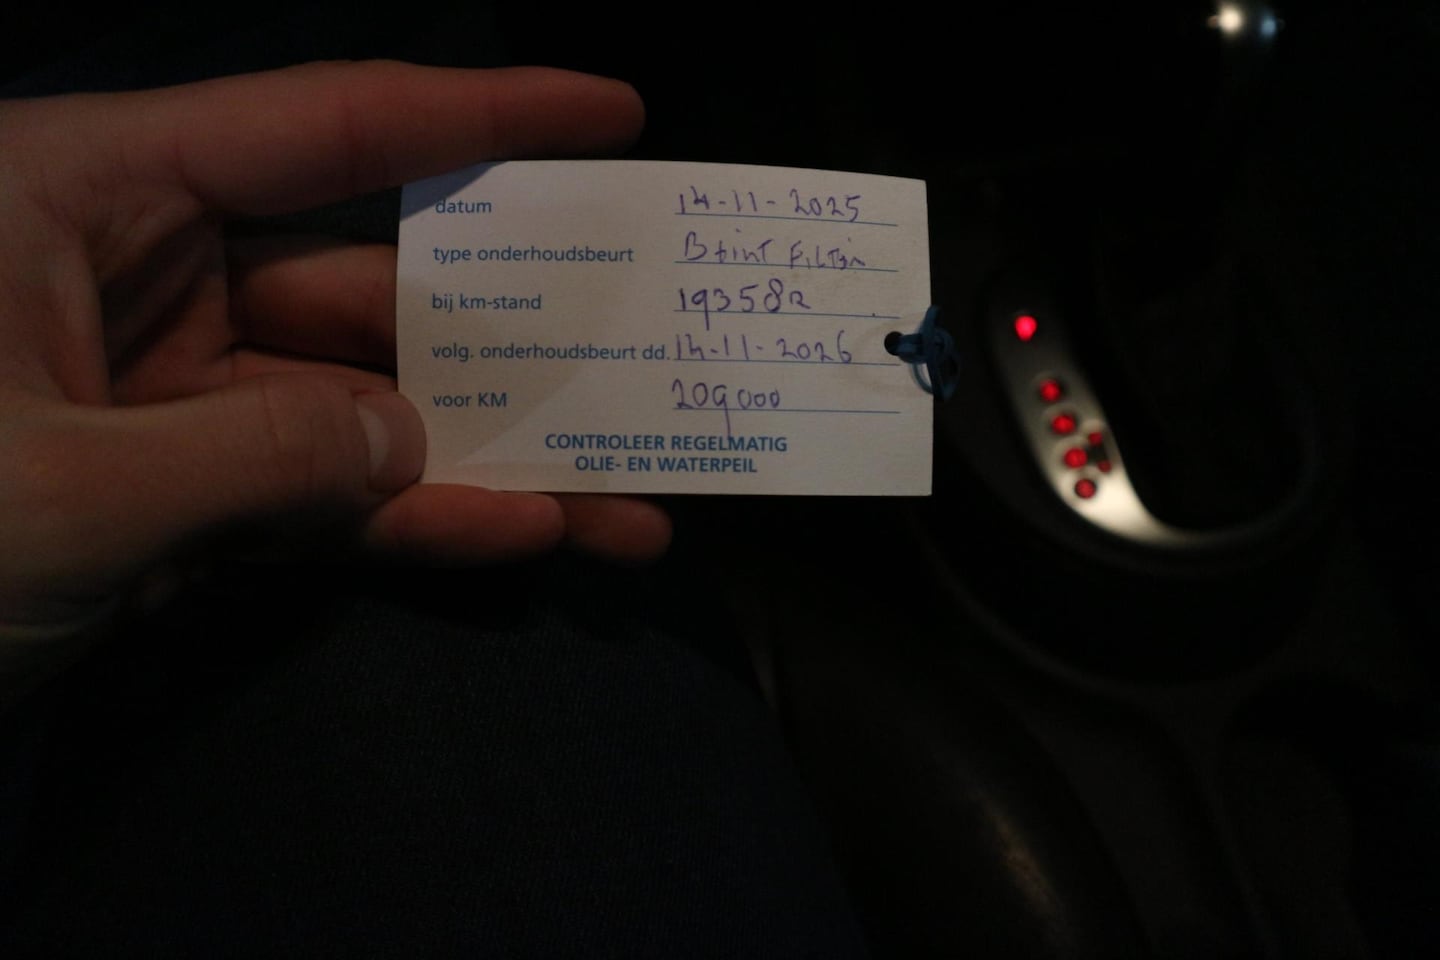 datum 14-11-2025
type onderhoudsbeurt
bij km-stand 193582
volg. onderhoudsbeurt dd. 14-11-2026
voor KM 209000
CONTROLEER REGELMATIG
OLIE- EN WATERPEIL